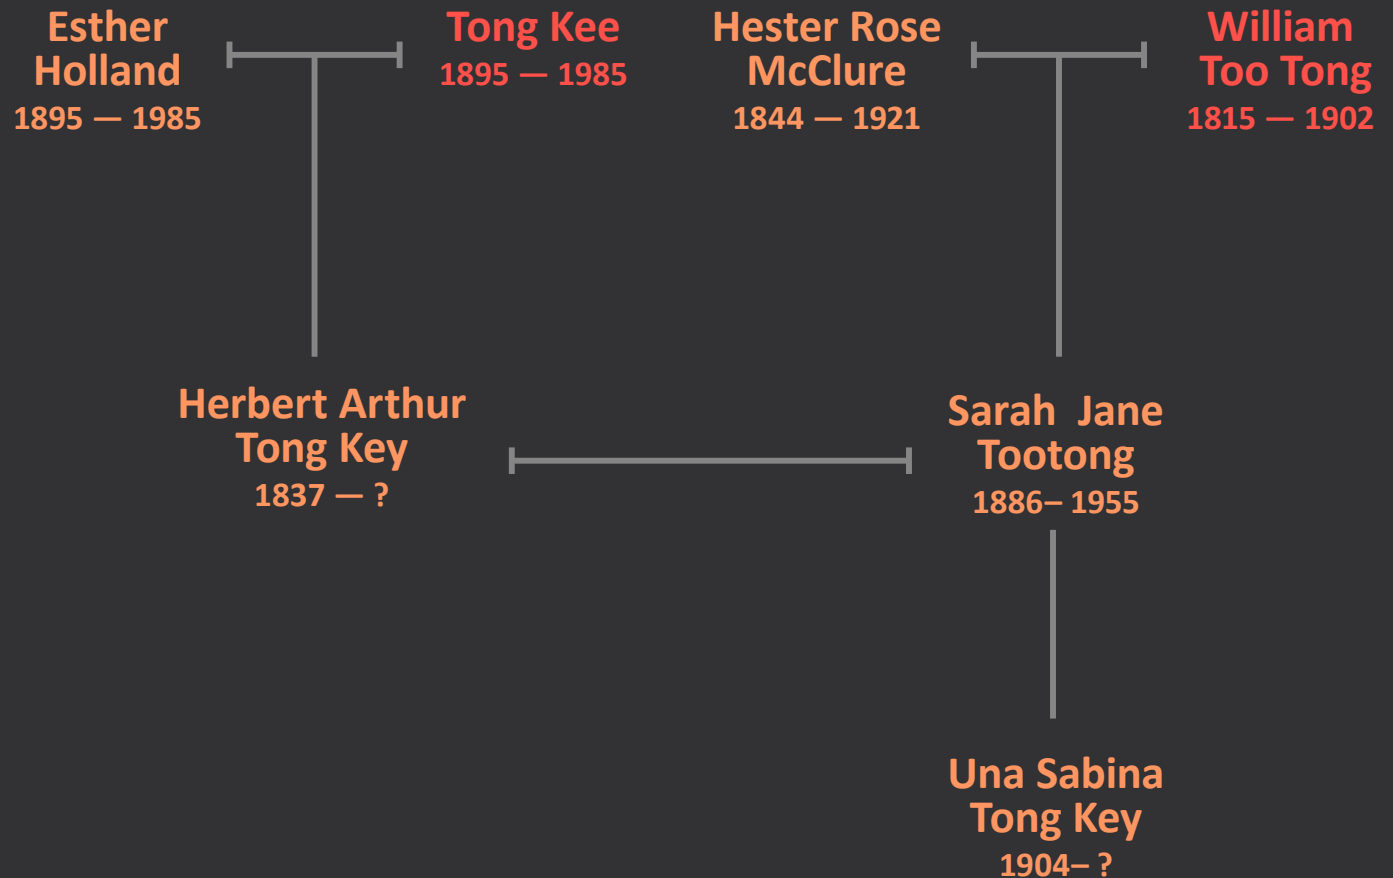 Esther
Holland
1895 — 1985
Tong Kee
1895 — 1985
Hester Rose
McClure
1844 — 1921
William
Too Tong
1815 — 1902
Herbert Arthur
Tong Key
1837 — ?
Sarah  Jane
Tootong
1886– 1955
Una Sabina
Tong Key
1904– ?